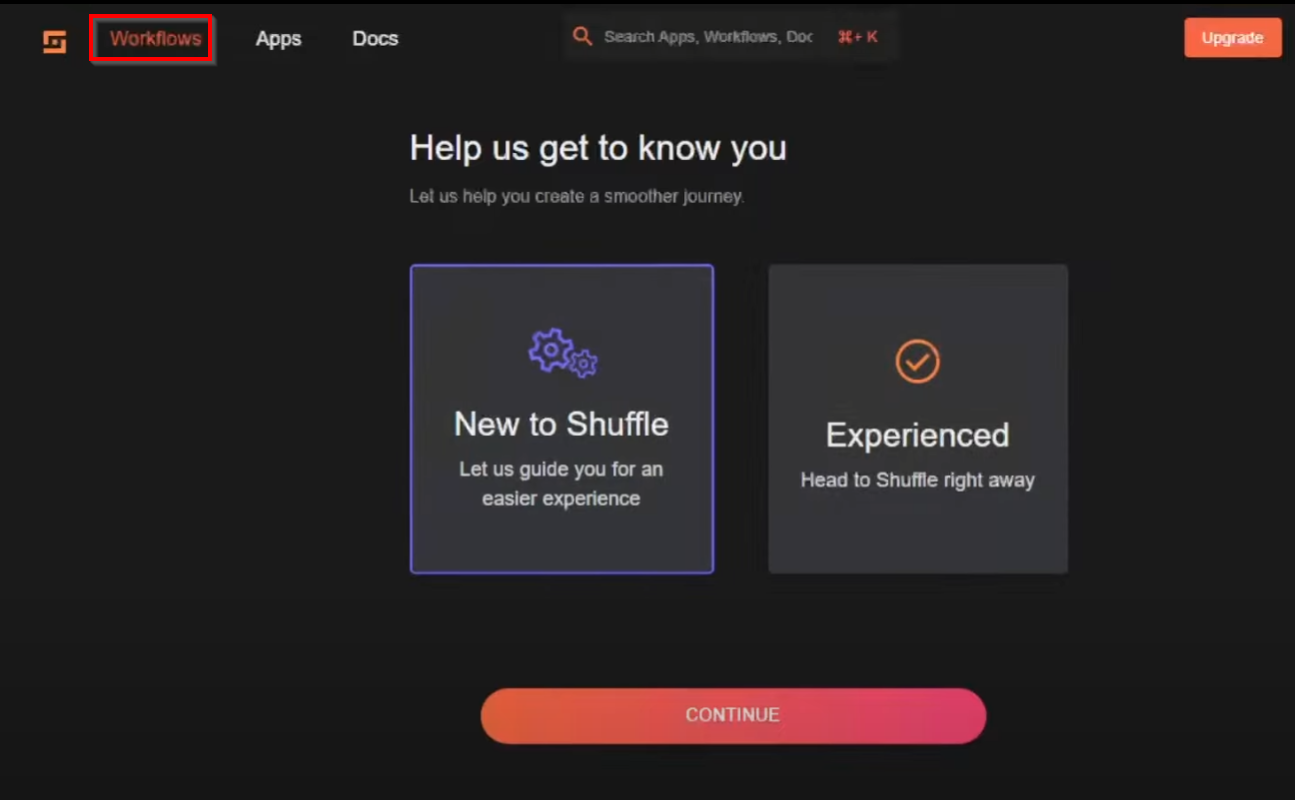 Workflows
Apps
Docs
Search Apps, Workflows, Doc
⌘+ K
Upgrade
Help us get to know you
Let us help you create a smoother journey.
New to Shuffle
Let us guide you for an
easier experience
Experienced
Head to Shuffle right away
CONTINUE